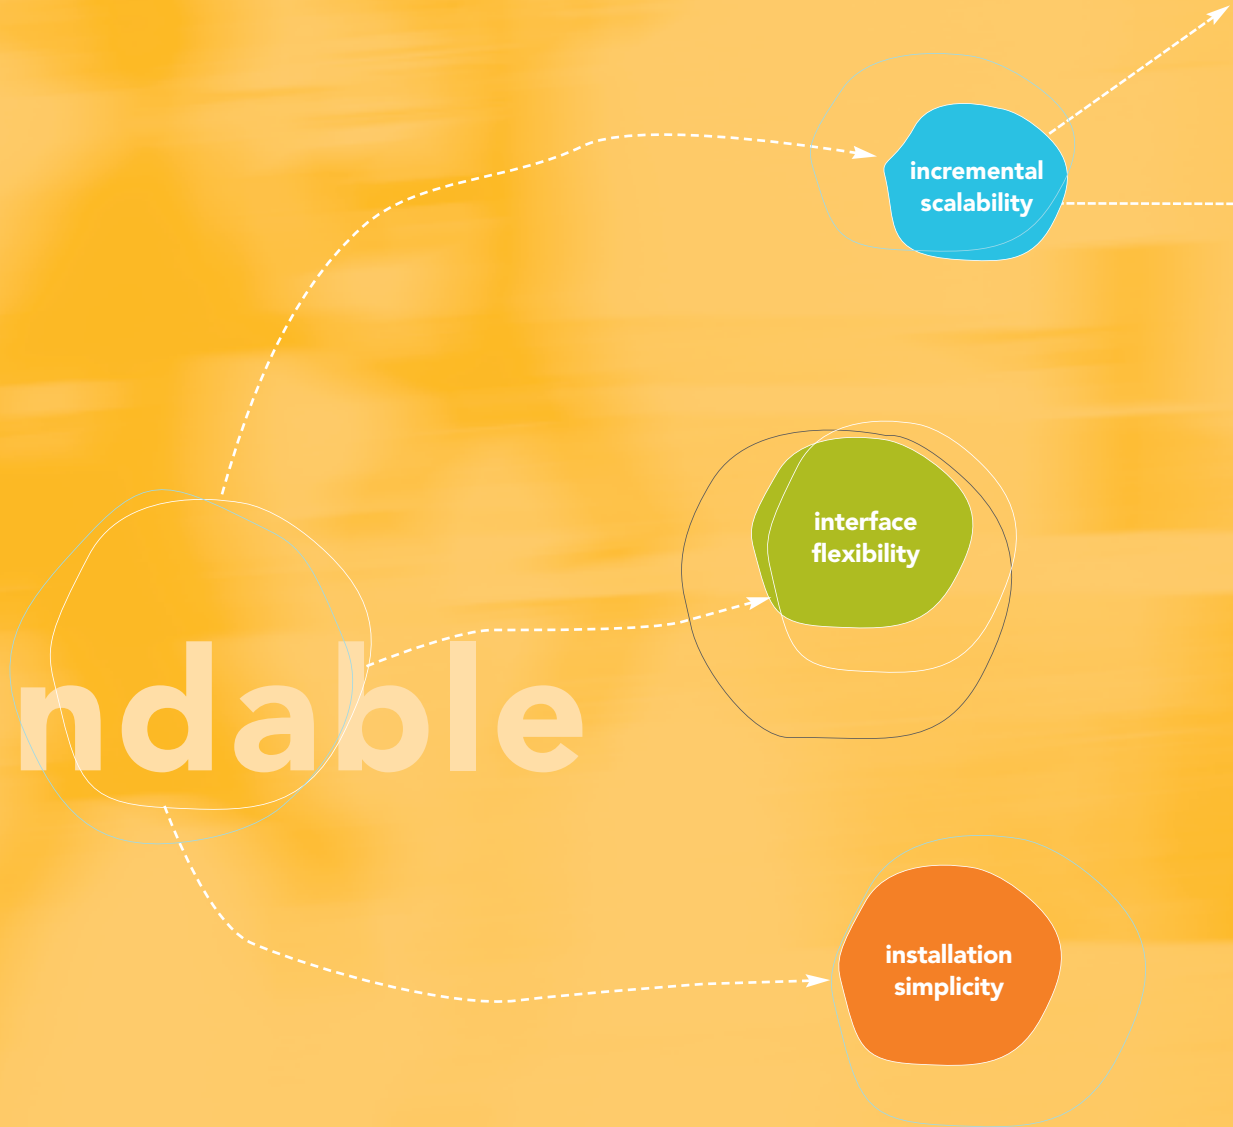 incremental
scalability
interface
flexibility
ndable
installation
simplicity